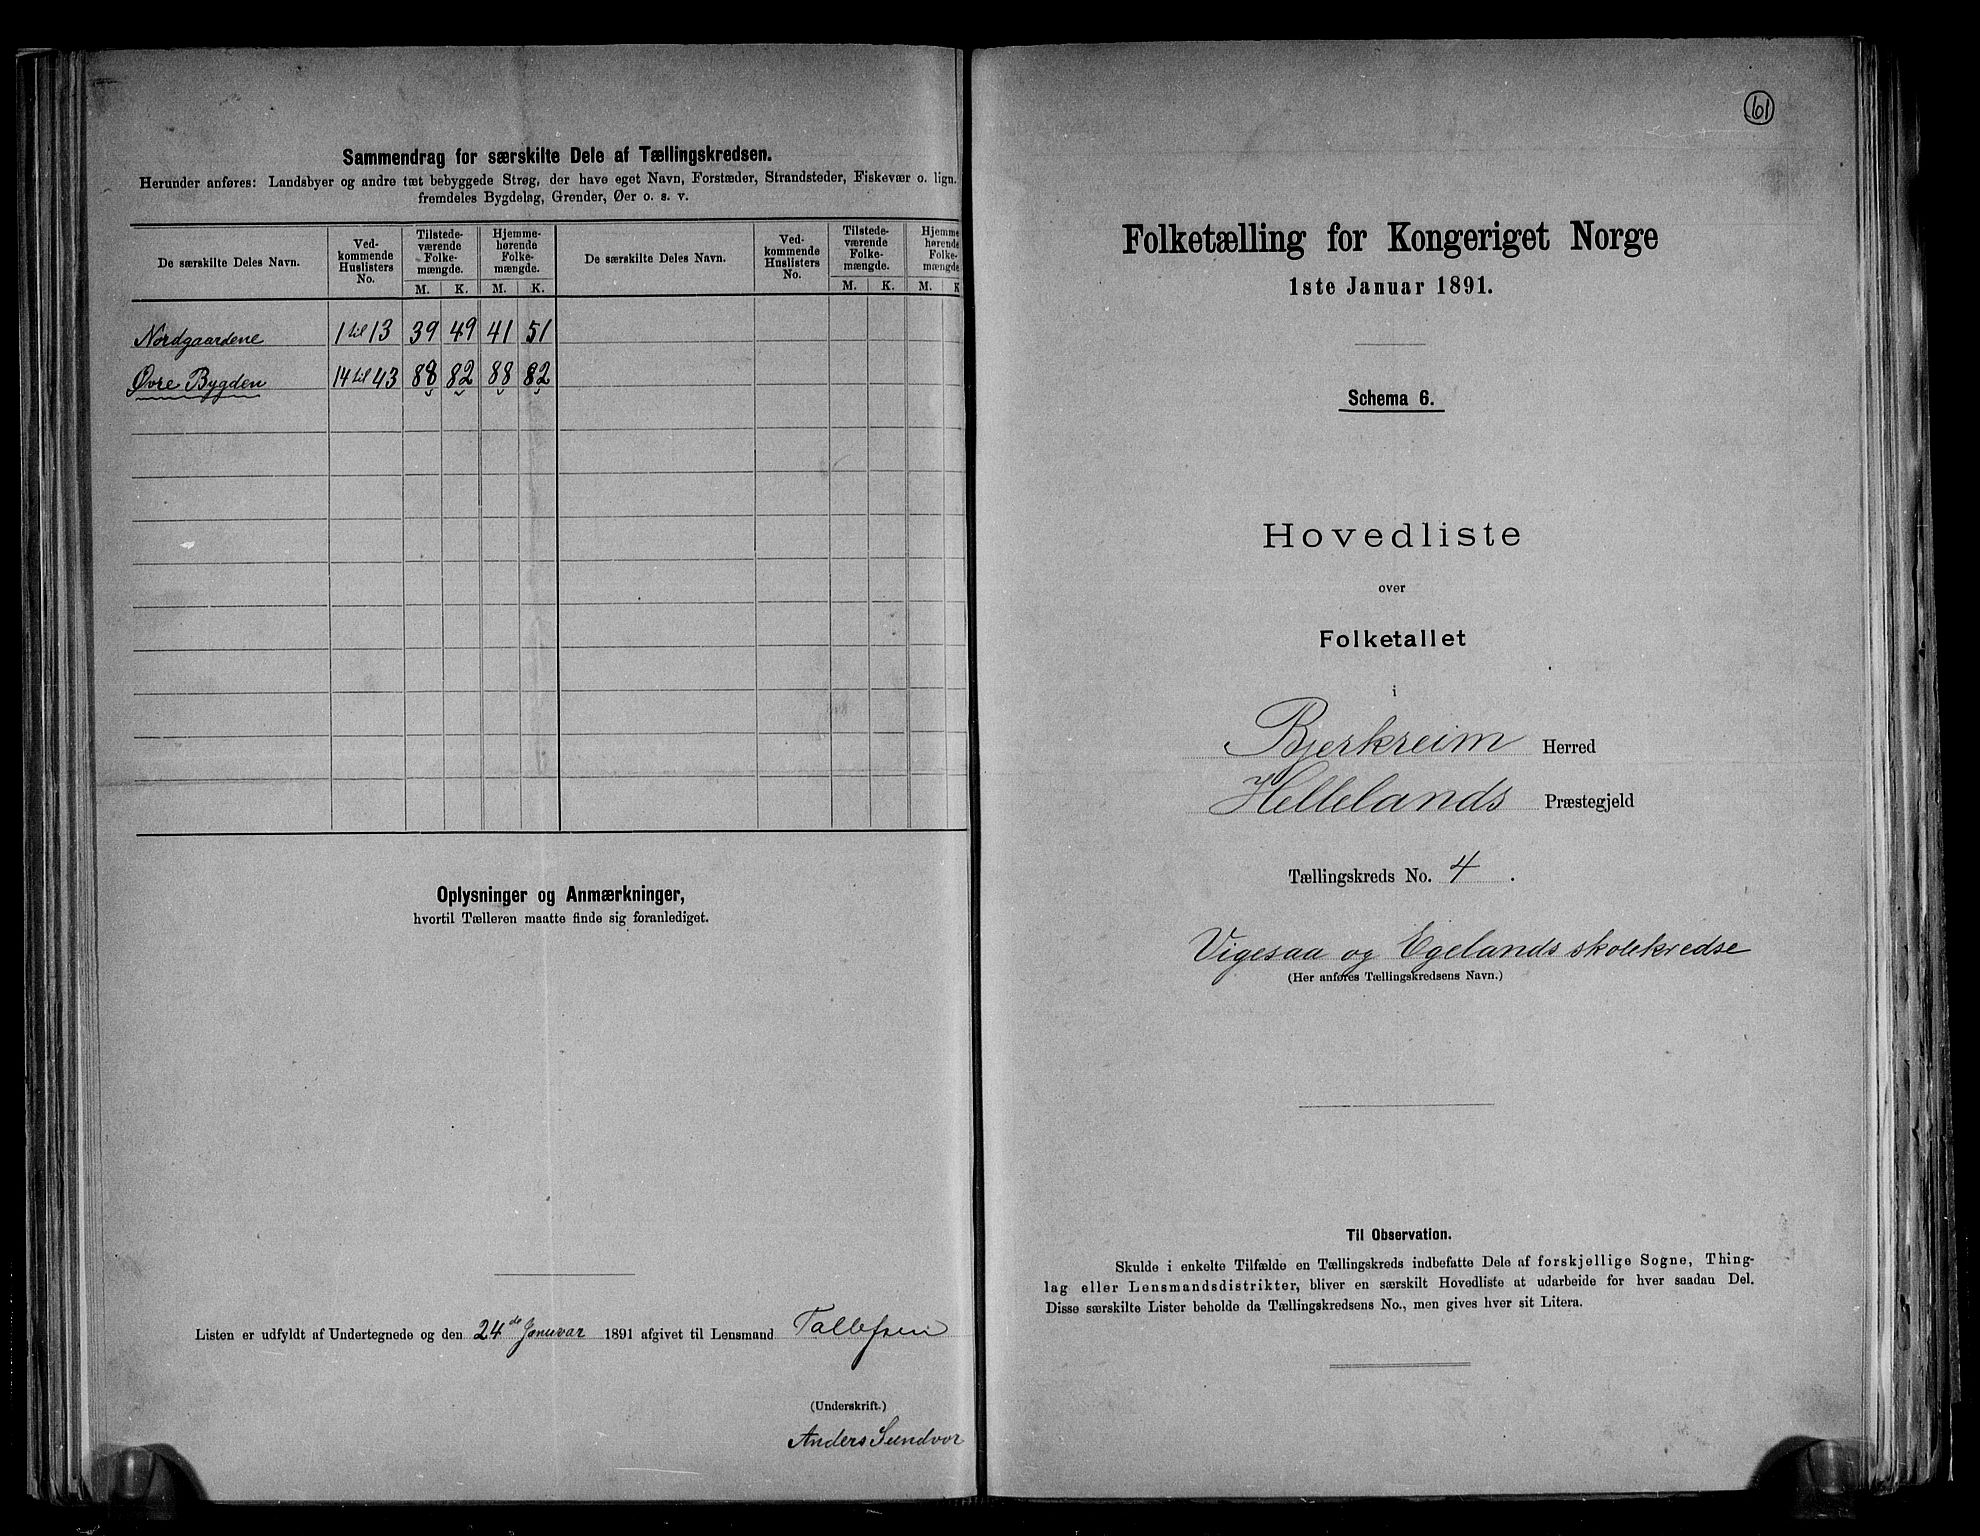 Sammendrag for særskilte Dele af Tællingskredsen.
Herunder anføres: Landsbyer og andre tæt bebyggede Strøg, der have eget Navn, Forstæder, Strandsteder, Fiskevær o. lign.
fremdeles Bygdelag, Grender, Øer o. s. v.
De særskilte Deles Navn. Ved-kommende Huslisters No. Tilstede-værende Folke-mængde. Hjemme-hørende Folke-mængde. De særskilte Deles Navn. Ved-kommende Huslisters No. Tilstede-værende Folke-mængde. Hjemme hørende Folke-mængde.
M. K. M. K. M. K. M. K
Nordgaardene 1 til 13 39 49 41 51
Øvre Bygden 14 til 43 88 82 88 82
Oplysninger og Anmærkninger,
hvortil Tælleren maatte finde sig foranlediget.
Listen er udfyldt af Undertegnede og den 24de Januar 1891 afgivet til Lensmand Tollefsen
(Underskrift.)
Anders Sundvor
61
Folketælling for Kongeriget Norge
1ste Januar 1891.
Schema 6.
Hovedliste
over
Folketallet
i
Bjerkreim Herred
Hellelands Præstegjeld
Tællingskreds No. 4.
Vigesaa og Egelands skolekredse
(Her anføres Tællingskredsens Navn.)
Til Observation.
Skulde i enkelte Tilfælde en Tællingskreds indbefatte Dele af forskjellige Sogne, Thing-
lag eller Lensmandsdistrikter, bliver en særskilt Hovedliste at udarbeide for hver saadan Del.
Disse særskilte Lister beholde da Tællingskredsens No., men gives hver sit Litera.